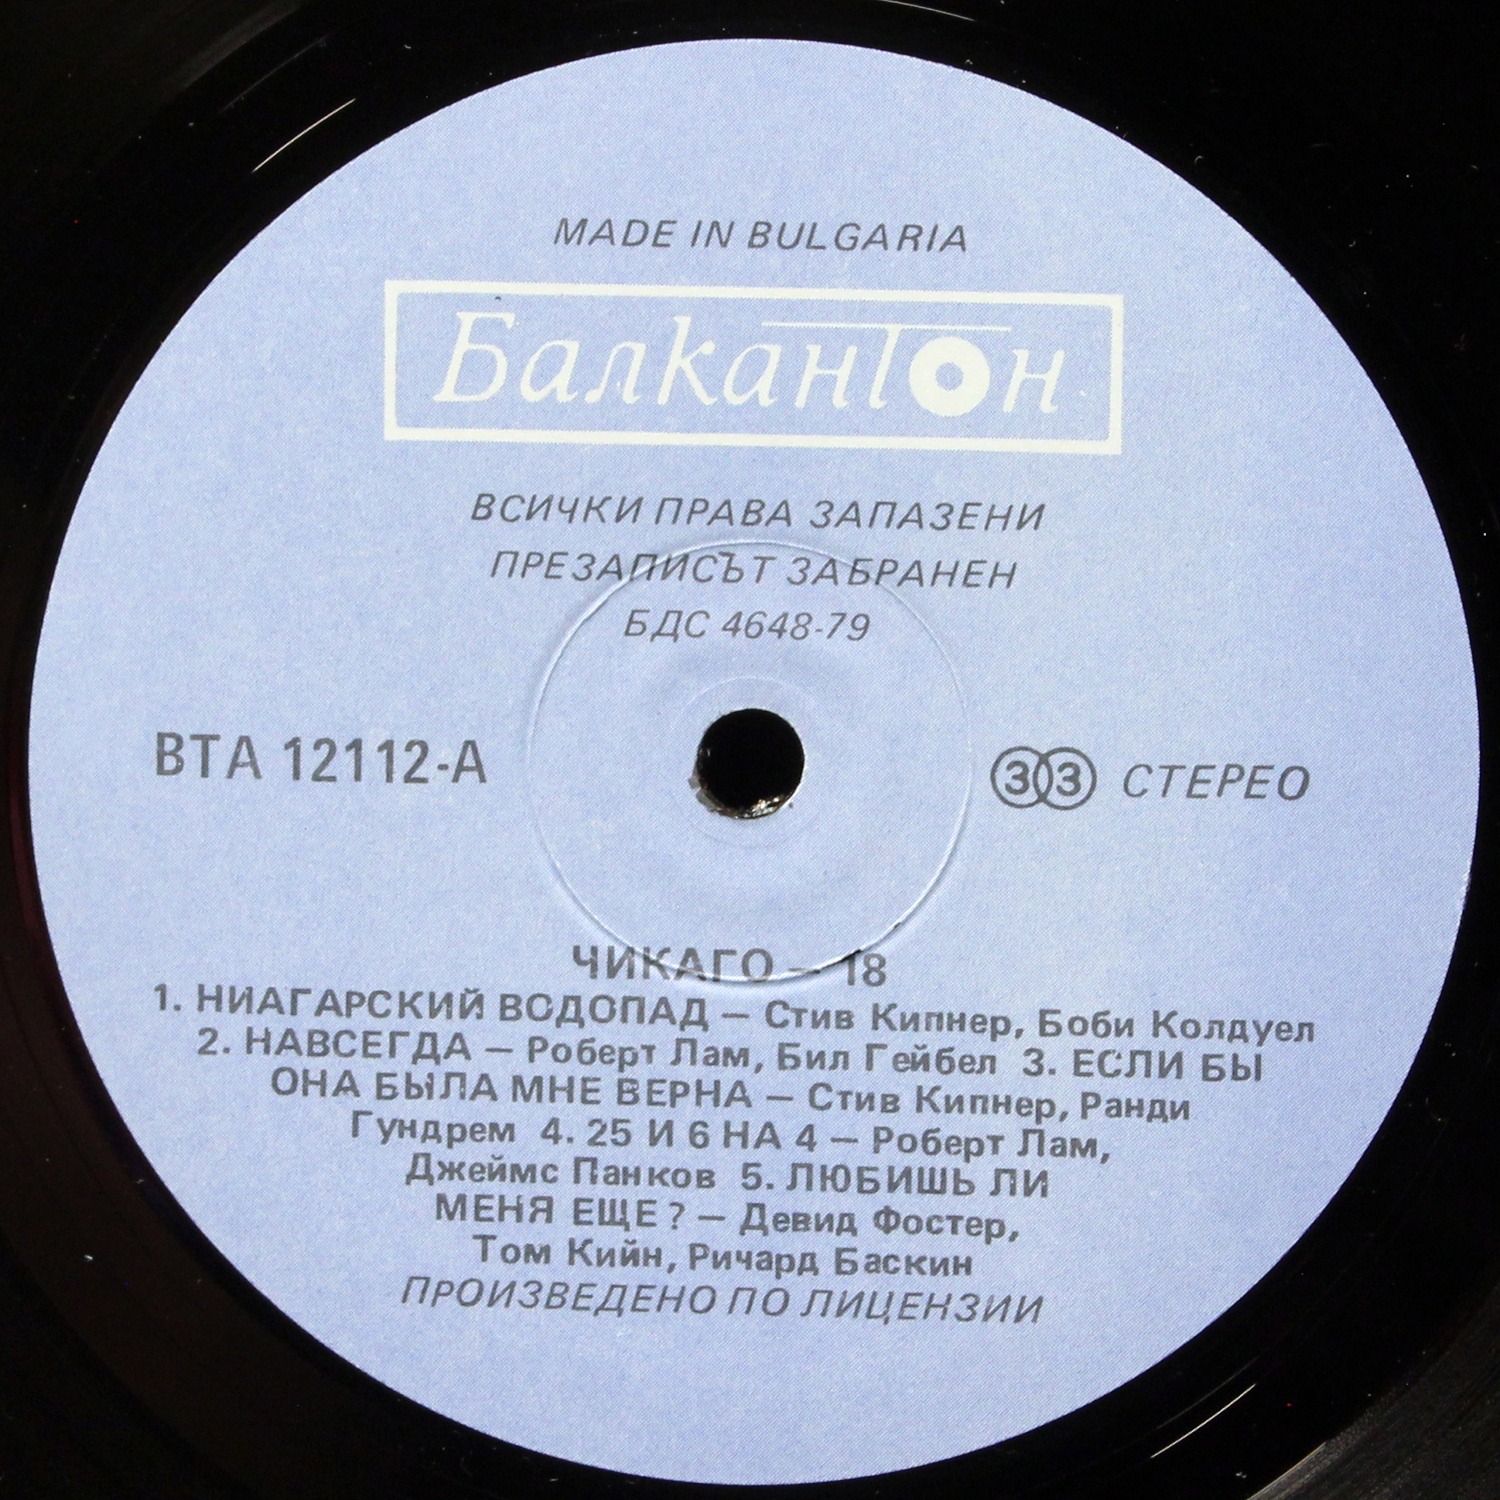 MADE IN BULGARIA
Балкантон
ВСИЧКИ ПРАВА ЗАПАЗЕНИ
ПРЕЗАПИСЪТ ЗАБРАНЕН
БДС 4648-79
ВТА 12112-А
33 СТЕРЕО
ЧИКАГО – 18
1. НИАГАРСКИЙ ВОДОПАД – Стив Кипнер, Боби Колдуел
2. НАВСЕГДА – Роберт Лам, Бил Гейбел 3. ЕСЛИ БЫ
ОНА БЫЛА МНЕ ВЕРНА – Стив Кипнер, Ранди
Гундрем 4. 25 И 6 НА 4 – Роберт Лам,
Джеймс Панков 5. ЛЮБИШЬ ЛИ
МЕНЯ ЕЩЕ? – Девид Фостер,
Том Кийн, Ричард Баскин
ПРОИЗВЕДЕНО ПО ЛИЦЕНЗИИ